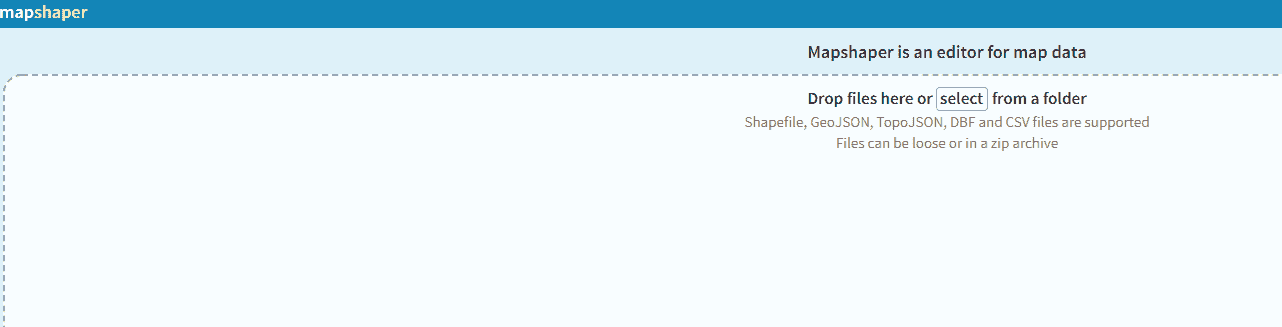 mapshaper
Mapshaper is an editor for map data
Drop files here or select from a folder
Shapefile, GeoJSON, TopoJSON, DBF and CSV files are supported
Files can be loose or in a zip archive